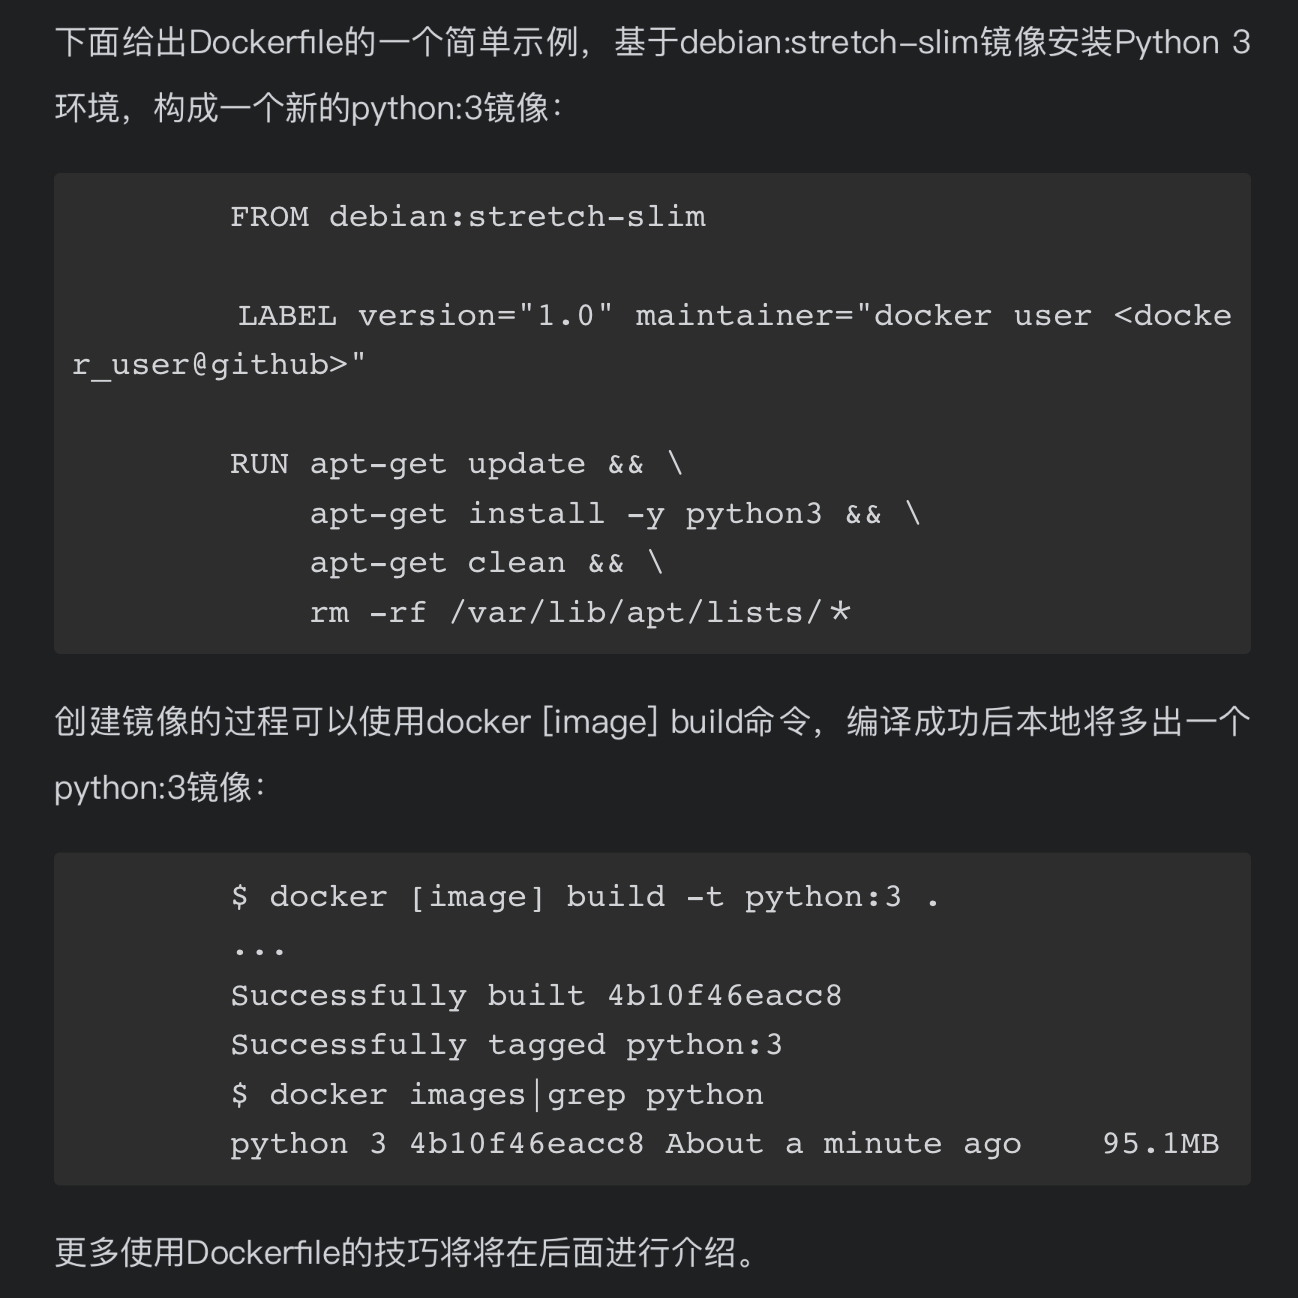 下面给出Dockerfile的一个简单示例，基于debian:stretch-slim镜像安装Python 3
环境，构成一个新的python:3镜像：
FROM debian:stretch-slim
LABEL version="1.0" maintainer="docker user <docke
r_user@github>"
RUN apt-get update && \
apt-get install -y python3 && \
apt-get clean && \
rm -rf /var/lib/apt/lists/*
创建镜像的过程可以使用docker [image] build命令，编译成功后本地将多出一个
python:3镜像：
$ docker [image] build -t python:3 .
...
Successfully built 4b10f46eacc8
Successfully tagged python:3
$ docker images|grep python
python 3 4b10f46eacc8 About a minute ago    95.1MB
更多使用Dockerfile的技巧将将在后面进行介绍。